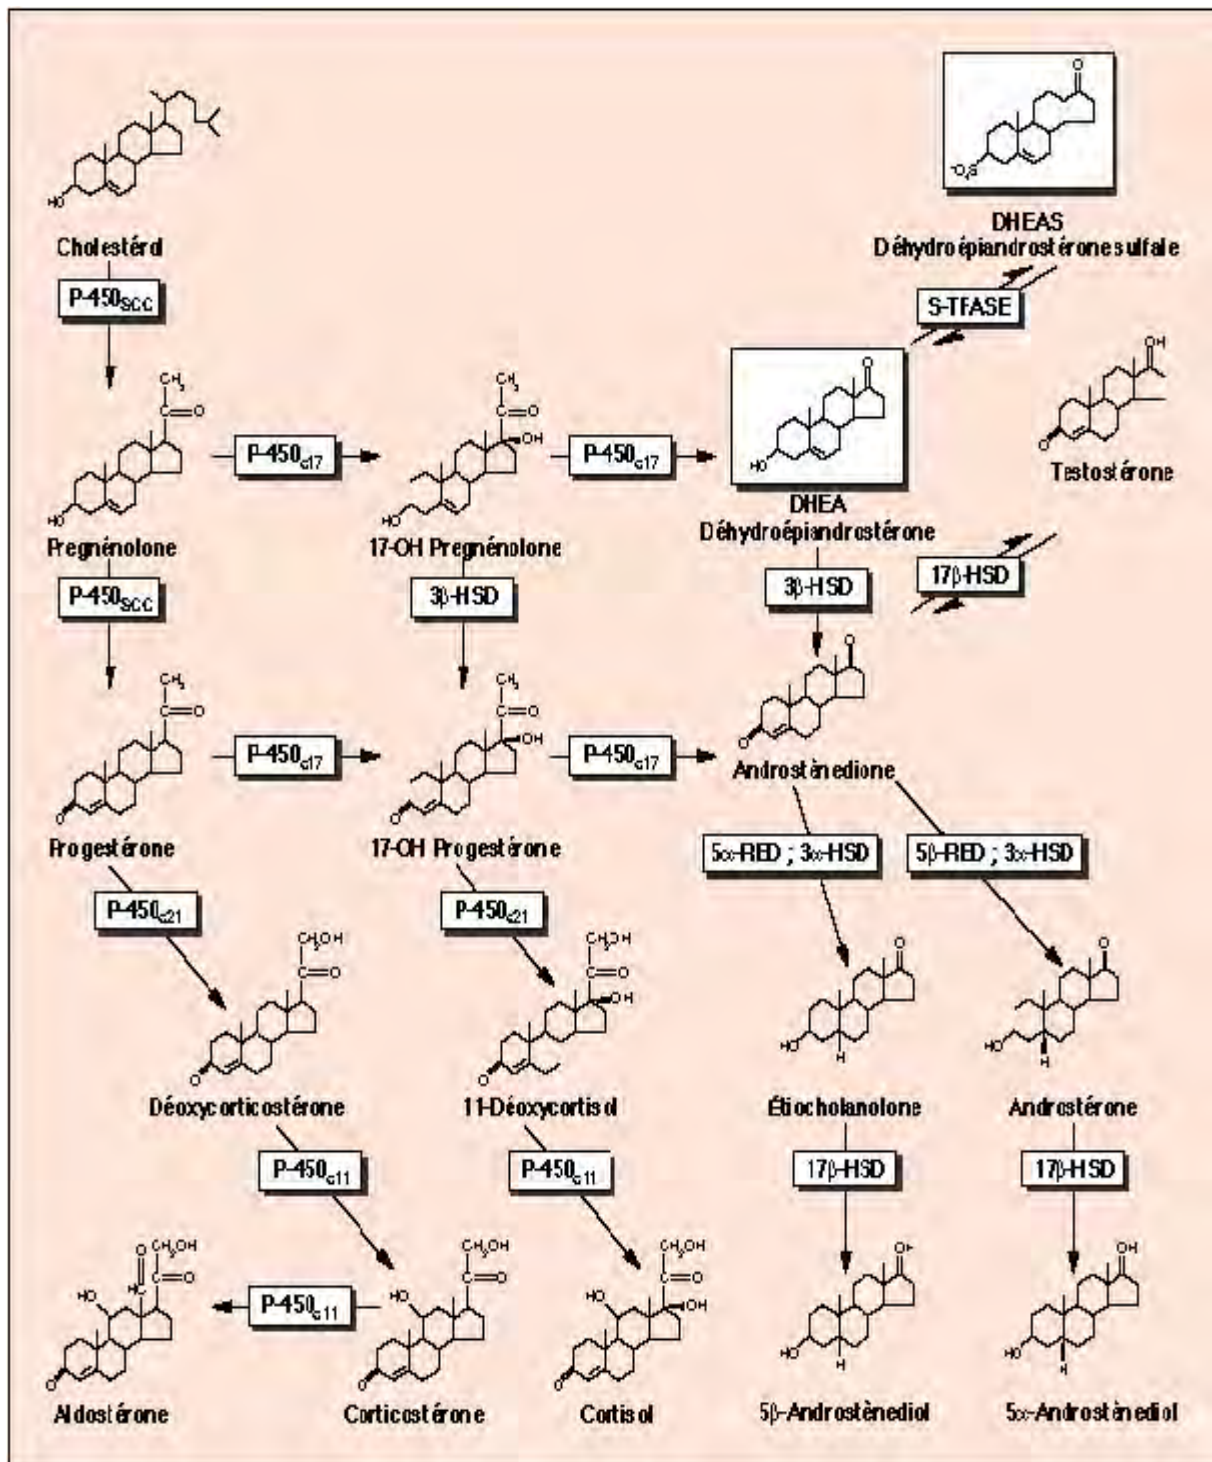 DHEAS
Déhydroépiandrostéronesulfale
Cholestérol
P-450SCC
S-TFASE
Testostérone
P-450c17
P-450c17
DHEA
Déhydroépiandrostérone
Pregnénolone
17-OH Pregnénolone
P-450SCC
3β-HSD
3β-HSD
17β-HSD
P-450c17
P-450c17
Androstènedione
Progestérone
17-OH Progestérone
5α-RED ; 3α-HSD
5β-RED ; 3α-HSD
P-450c21
P-450c21
Déoxycorticostérone
11-Déoxycortisol
Étiocholanolone
Androstérone
P-450c11
P-450c11
17β-HSD
17β-HSD
P-450c11
Aldostérone
Corticostérone
Cortisol
5β-Androstènediol
5α-Androstènediol